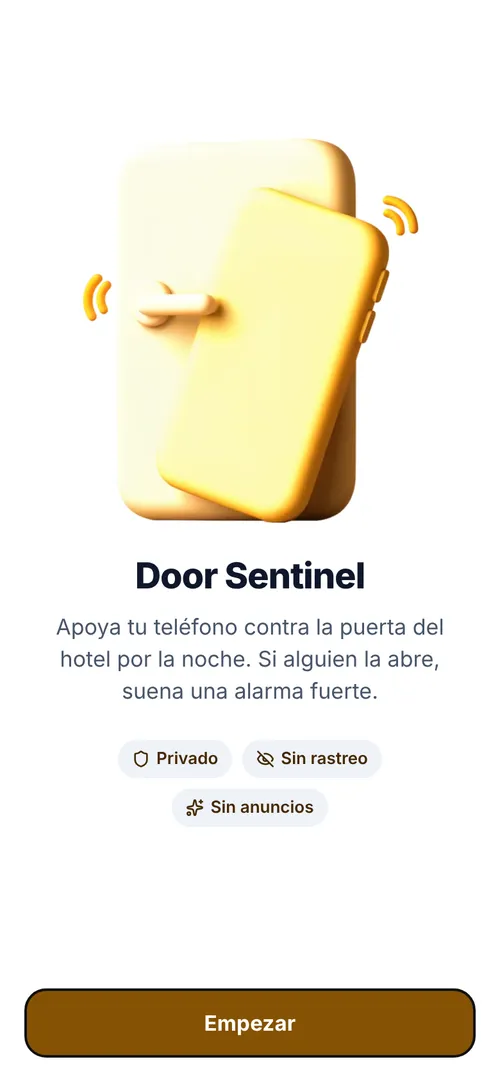 Door Sentinel
Apoya tu teléfono contra la puerta del
hotel por la noche. Si alguien la abre,
suena una alarma fuerte.
Privado
Sin rastreo
Sin anuncios
Empezar